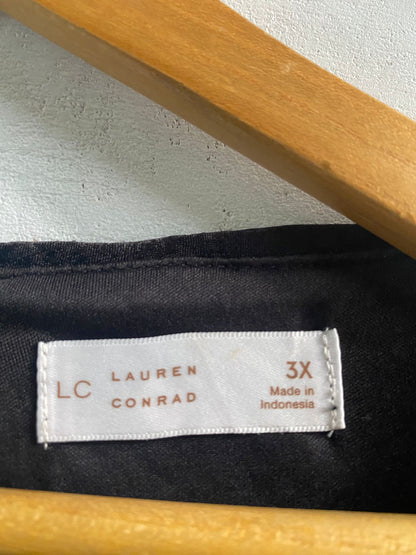 LC
LAUREN
CONRAD
3X
Made in
Indonesia